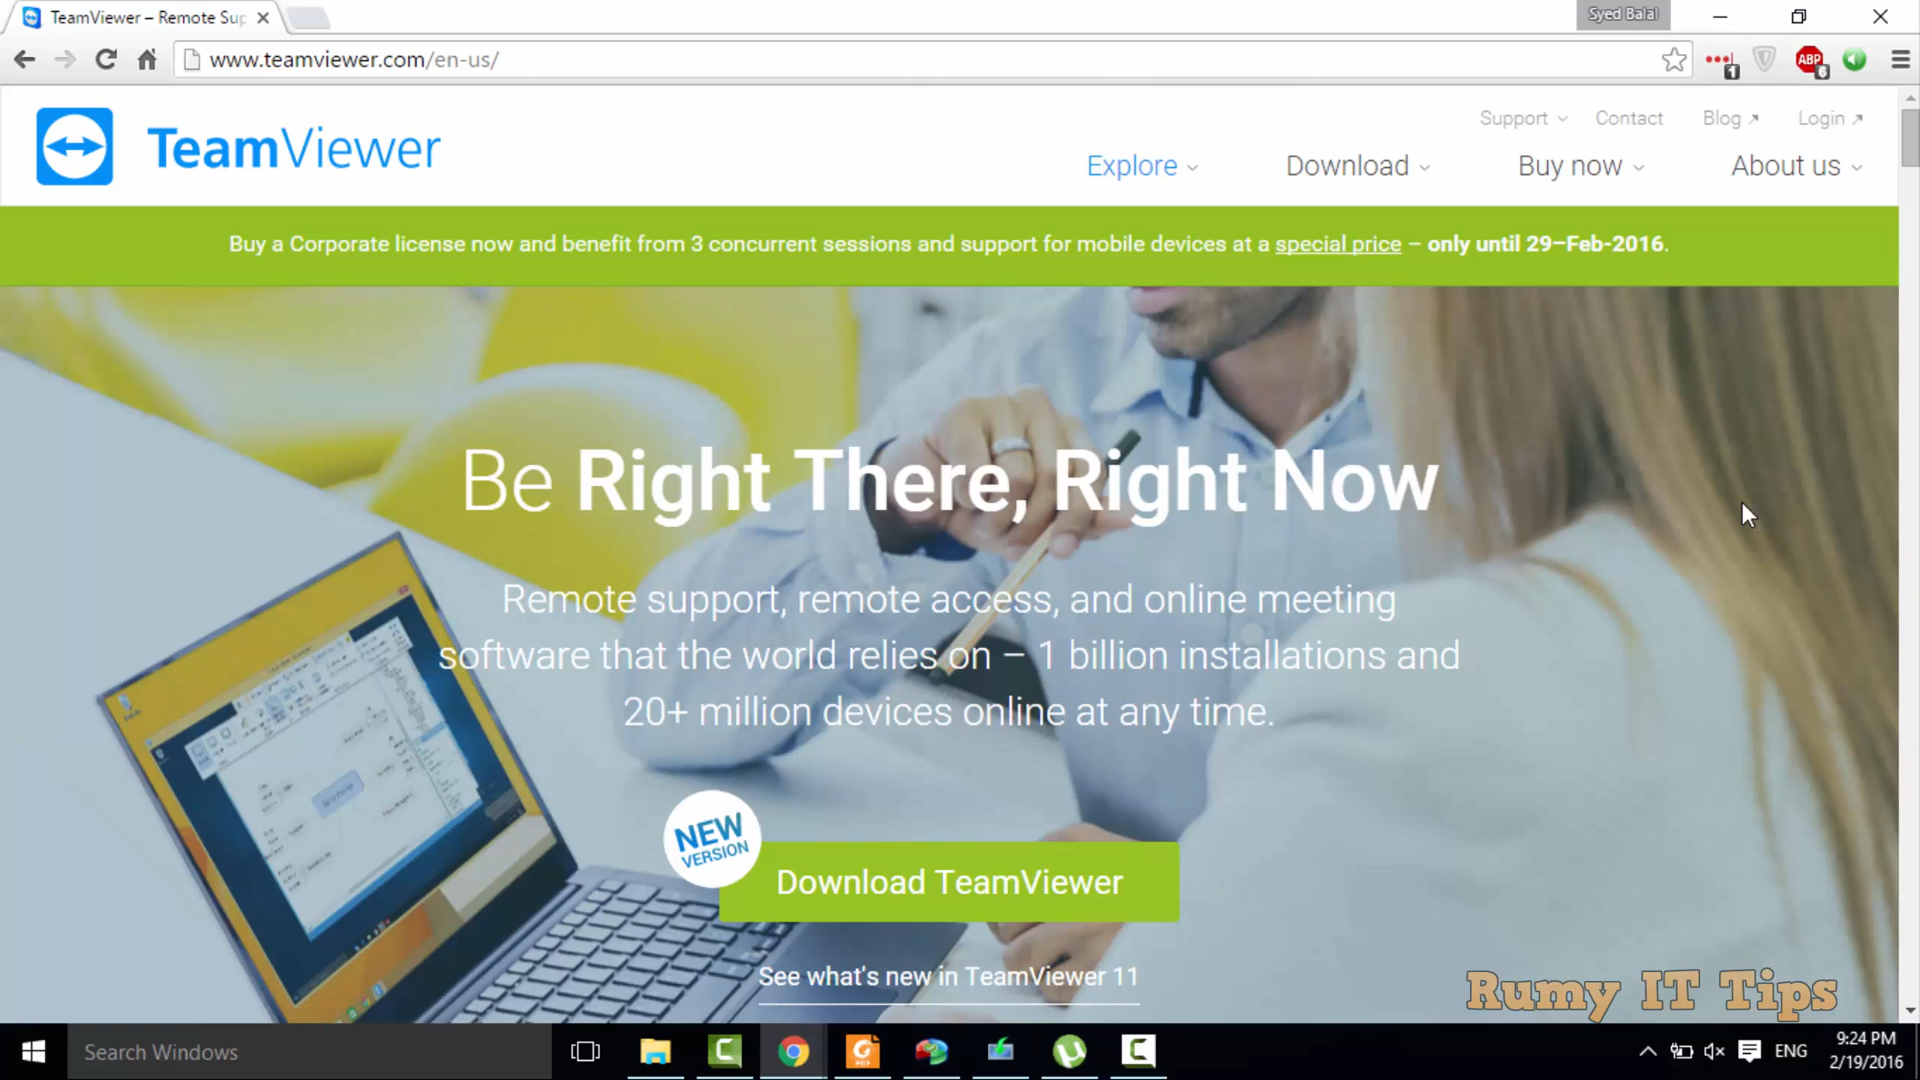 TeamViewer – Remote Sup
Syed Balal
www.teamviewer.com/en-us/
1
ABP
6
TeamViewer
Support
Contact
Blog
Login
Explore
Download
Buy now
About us
Buy a Corporate license now and benefit from 3 concurrent sessions and support for mobile devices at a special price – only until 29–Feb-2016.
Be Right There, Right Now
Remote support, remote access, and online meeting
software that the world relies on – 1 billion installations and
20+ million devices online at any time.
NEW
VERSION
Download TeamViewer
See what's new in TeamViewer 11
Rumy IT Tips
Search Windows
ENG
9:24 PM
2/19/2016